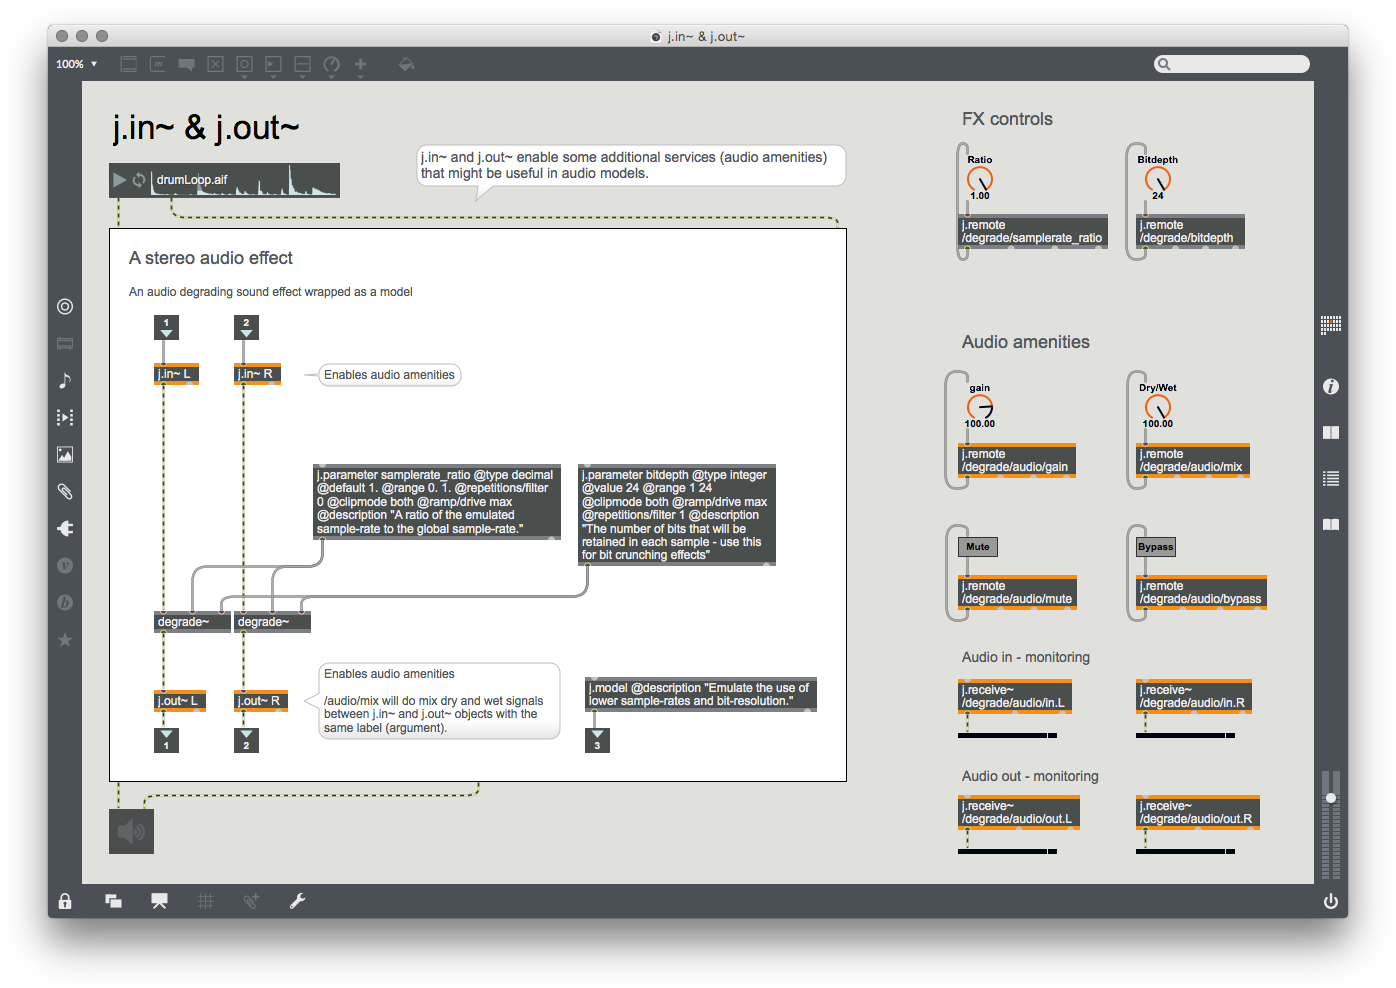 j.in~ & j.out~
100%
j.in~ & j.out~
drumLoop.aif
j.in~ and j.out~ enable some additional services (audio amenities)
that might be useful in audio models.
A stereo audio effect
An audio degrading sound effect wrapped as a model
1
2
j.in~ L
j.in~ R
Enables audio amenities
j.parameter samplerate_ratio @type decimal
@default 1. @range 0. 1. @repetitions/filter
0 @clipmode both @ramp/drive max
@description "A ratio of the emulated
sample-rate to the global sample-rate."
j.parameter bitdepth @type integer
@value 24 @range 1 24
@clipmode both @ramp/drive max
@repetitions/filter 1 @description
"The number of bits that will be
retained in each sample - use this
for bit crunching effects"
degrade~
degrade~
j.out~ L
j.out~ R
Enables audio amenities
/audio/mix will do mix dry and wet signals
between j.in~ and j.out~ objects with the
same label (argument).
j.model @description "Emulate the use of
lower sample-rates and bit-resolution."
1
2
3
FX controls
Ratio
1.00
j.remote
/degrade/samplerate_ratio
Bitdepth
24
j.remote
/degrade/bitdepth
Audio amenities
gain
100.00
j.remote
/degrade/audio/gain
Dry/Wet
100.00
j.remote
/degrade/audio/mix
Mute
j.remote
/degrade/audio/mute
Bypass
j.remote
/degrade/audio/bypass
Audio in - monitoring
j.receive~
/degrade/audio/in.L
j.receive~
/degrade/audio/in.R
Audio out - monitoring
j.receive~
/degrade/audio/out.L
j.receive~
/degrade/audio/out.R